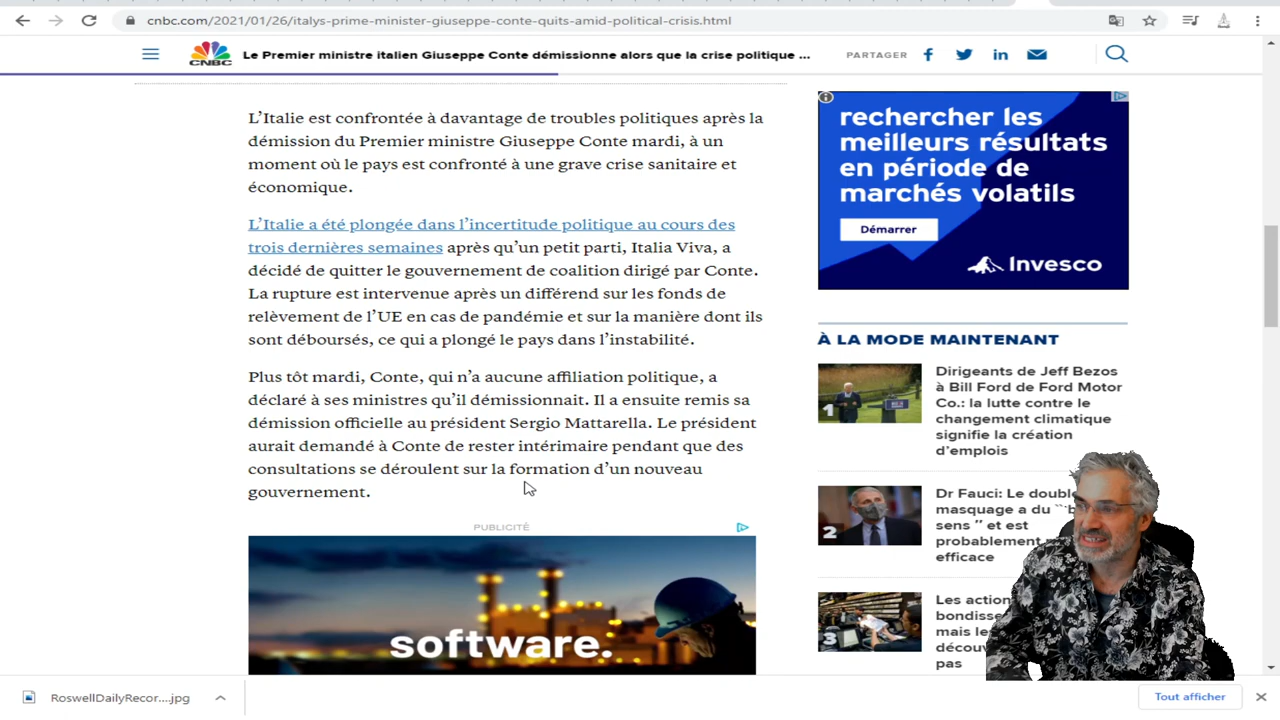 cnbc.com/2021/01/26/italys-prime-minister-giuseppe-conte-quits-amid-political-crisis.html
CNBC
Le Premier ministre italien Giuseppe Conte démissionne alors que la crise politique ...
PARTAGER
L'Italie est confrontée à davantage de troubles politiques après la
démission du Premier ministre Giuseppe Conte mardi, à un
moment où le pays est confronté à une grave crise sanitaire et
économique.
L'Italie a été plongée dans l'incertitude politique au cours des
trois dernières semaines après qu'un petit parti, Italia Viva, a
décidé de quitter le gouvernement de coalition dirigé par Conte.
La rupture est intervenue après un différend sur les fonds de
relèvement de l'UE en cas de pandémie et sur la manière dont ils
sont déboursés, ce qui a plongé le pays dans l'instabilité.
Plus tôt mardi, Conte, qui n'a aucune affiliation politique, a
déclaré à ses ministres qu'il démissionnait. Il a ensuite remis sa
démission officielle au président Sergio Mattarella. Le président
aurait demandé à Conte de rester intérimaire pendant que des
consultations se déroulent sur la formation d'un nouveau
gouvernement.
PUBLICITÉ
software.
rechercher les
meilleurs résultats
en période de
marchés volatils
Démarrer
Invesco
À LA MODE MAINTENANT
1
Dirigeants de Jeff Bezos
à Bill Ford de Ford Motor
Co.: la lutte contre le
changement climatique
signifie la création
d'emplois
2
Dr Fauci: Le double
masquage a du ``b
sens '' et est
probablement
efficace
3
Les action
bondisse
mais le
découv
pas
RoswellDailyRecor....jpg
Tout afficher